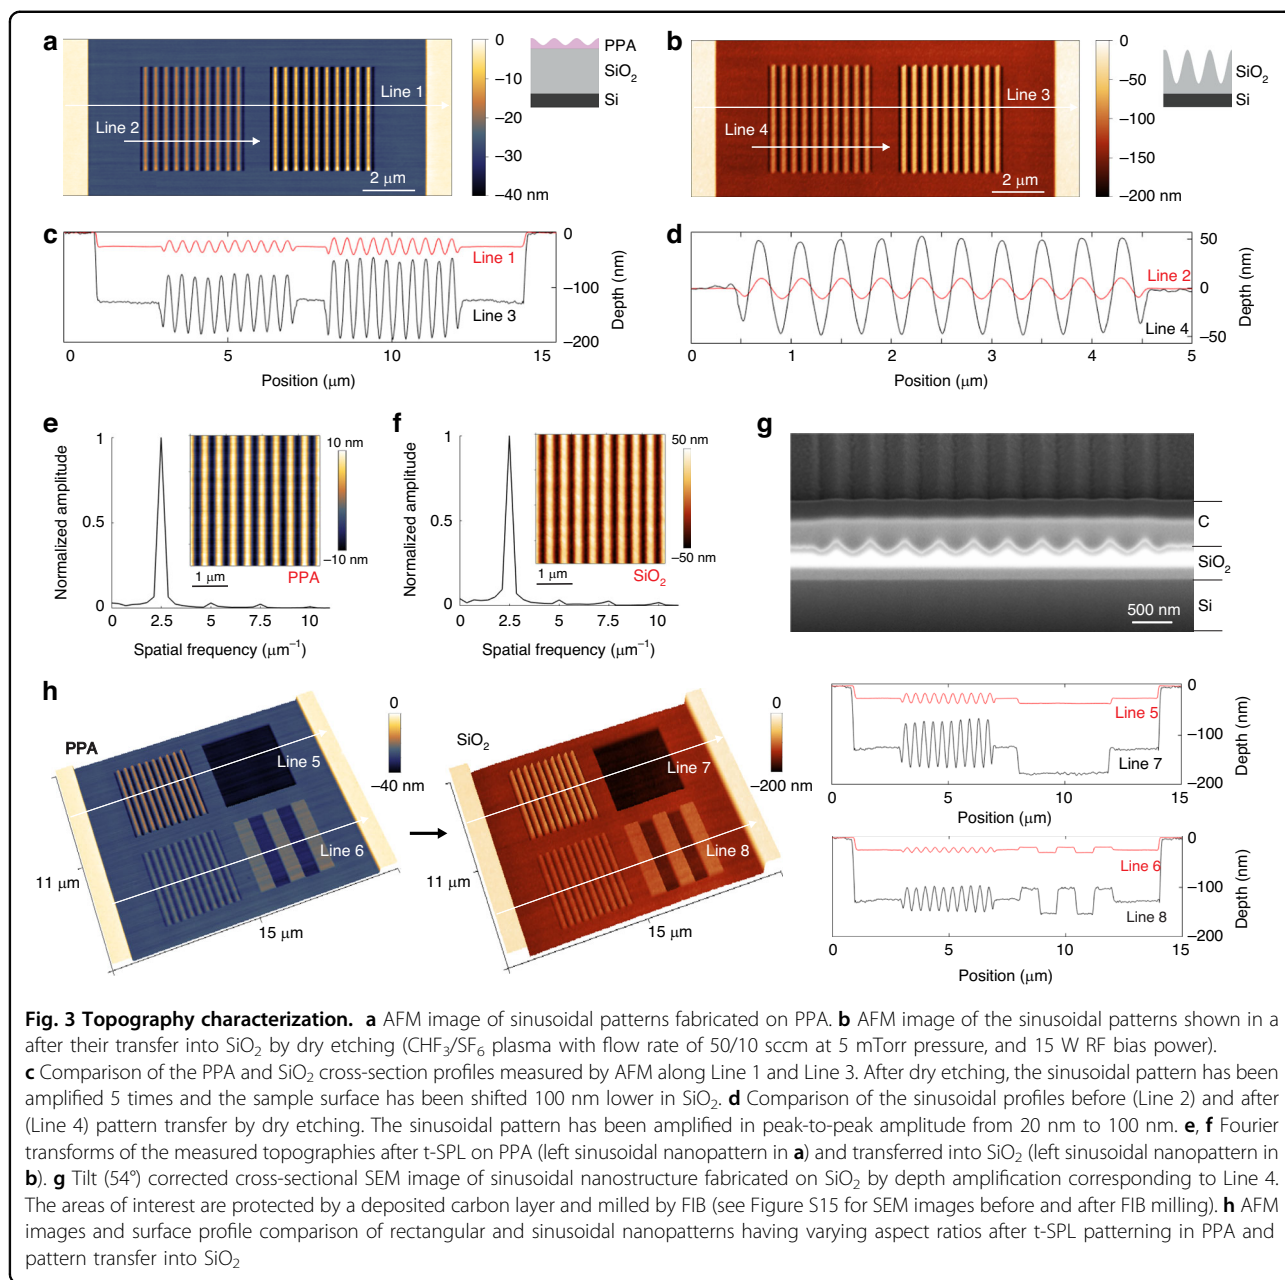 a
Line 1
Line 2
2 μm
0
−10
−20
−30
−40 nm
PPA
SiO2
Si
b
Line 3
Line 4
2 μm
0
−50
−100
−150
−200 nm
SiO2
Si
c
Line 1
Line 3
0
−100
−200
Depth (nm)
0
5
10
15
Position (μm)
d
Line 2
Line 4
50
0
−50
Depth (nm)
0
1
2
3
4
5
Position (μm)
e
Normalized amplitude
1
0.5
0
10 nm
−10 nm
1 μm
PPA
0
2.5
5
7.5
10
Spatial frequency (μm−1)
f
Normalized amplitude
1
0.5
0
50 nm
−50 nm
1 μm
SiO2
0
2.5
5
7.5
10
Spatial frequency (μm−1)
g
C
SiO2
Si
500 nm
h
PPA
Line 5
Line 6
11 μm
15 μm
0
−40 nm
SiO2
Line 7
Line 8
11 μm
15 μm
0
−200 nm
Line 5
Line 7
0
−100
−200
Depth (nm)
0
5
10
15
Position (μm)
Line 6
Line 8
0
−100
−200
Depth (nm)
0
5
10
15
Position (μm)
Fig. 3 Topography characterization. a AFM image of sinusoidal patterns fabricated on PPA. b AFM image of the sinusoidal patterns shown in a
after their transfer into SiO2 by dry etching (CHF3/SF6 plasma with flow rate of 50/10 sccm at 5 mTorr pressure, and 15 W RF bias power).
c Comparison of the PPA and SiO2 cross-section profiles measured by AFM along Line 1 and Line 3. After dry etching, the sinusoidal pattern has been
amplified 5 times and the sample surface has been shifted 100 nm lower in SiO2. d Comparison of the sinusoidal profiles before (Line 2) and after
(Line 4) pattern transfer by dry etching. The sinusoidal pattern has been amplified in peak-to-peak amplitude from 20 nm to 100 nm. e, f Fourier
transforms of the measured topographies after t-SPL on PPA (left sinusoidal nanopattern in a) and transferred into SiO2 (left sinusoidal nanopattern in
b). g Tilt (54°) corrected cross-sectional SEM image of sinusoidal nanostructure fabricated on SiO2 by depth amplification corresponding to Line 4.
The areas of interest are protected by a deposited carbon layer and milled by FIB (see Figure S15 for SEM images before and after FIB milling). h AFM
images and surface profile comparison of rectangular and sinusoidal nanopatterns having varying aspect ratios after t-SPL patterning in PPA and
pattern transfer into SiO2